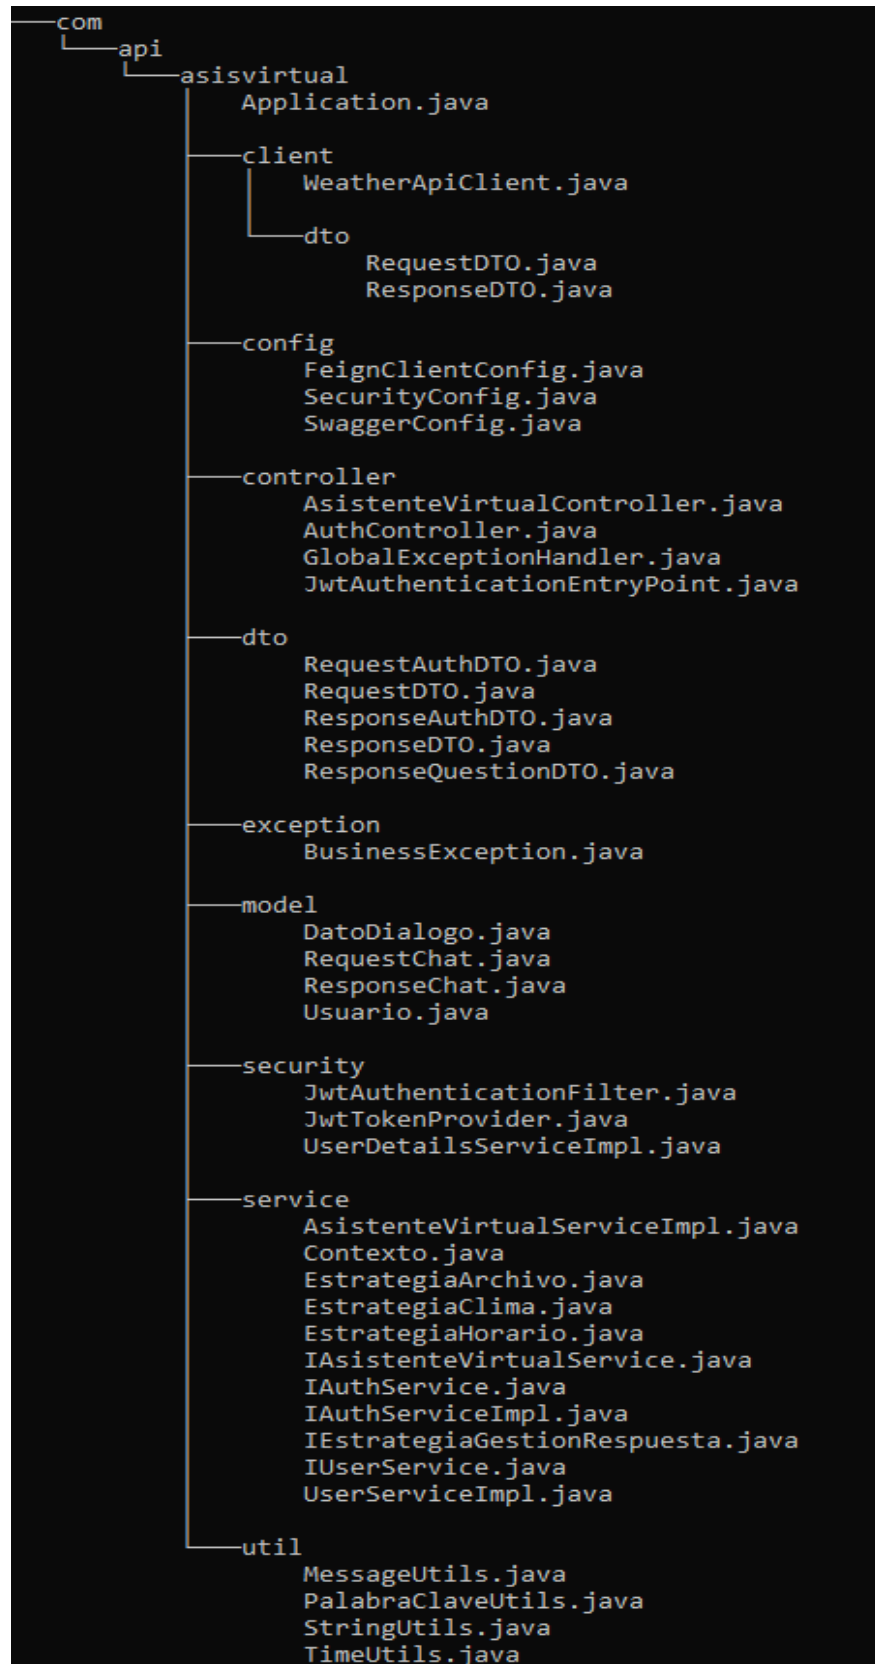 com
api
asisvirtual
Application.java
client
WeatherApiClient.java
dto
RequestDTO.java
ResponseDTO.java
config
FeignClientConfig.java
SecurityConfig.java
SwaggerConfig.java
controller
AsistenteVirtualController.java
AuthController.java
GlobalExceptionHandler.java
JwtAuthenticationEntryPoint.java
dto
RequestAuthDTO.java
RequestDTO.java
ResponseAuthDTO.java
ResponseDTO.java
ResponseQuestionDTO.java
exception
BusinessException.java
model
DatoDialogo.java
RequestChat.java
ResponseChat.java
Usuario.java
security
JwtAuthenticationFilter.java
JwtTokenProvider.java
UserDetailsServiceImpl.java
service
AsistenteVirtualServiceImpl.java
Contexto.java
EstrategiaArchivo.java
EstrategiaClima.java
EstrategiaHorario.java
IAsistenteVirtualService.java
IAuthService.java
IAuthServiceImpl.java
IEstrategiaGestionRespuesta.java
IUserService.java
UserServiceImpl.java
util
MessageUtils.java
PalabraClaveUtils.java
StringUtils.java
TimeUtils.java